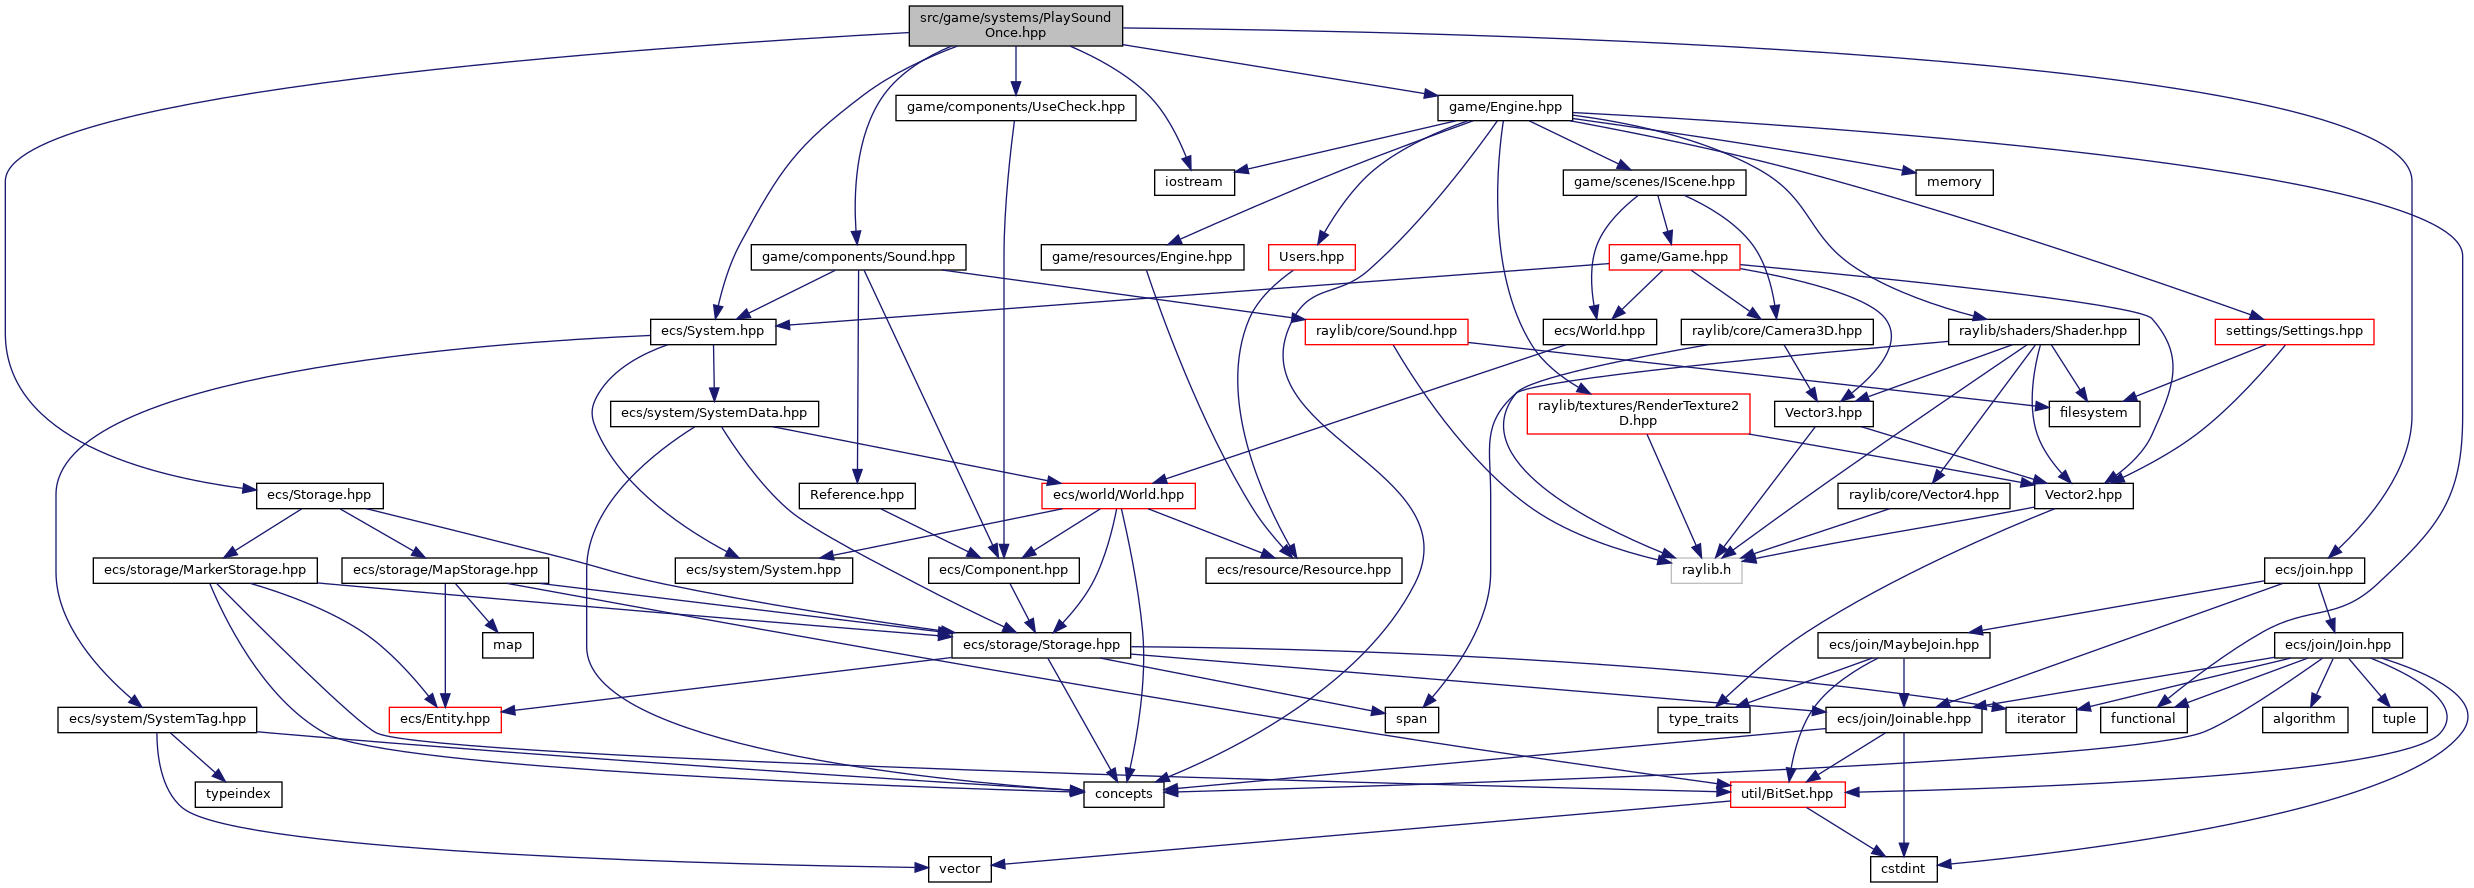 src/game/systems/PlaySound
Once.hpp
game/components/UseCheck.hpp
game/Engine.hpp
iostream
game/scenes/IScene.hpp
memory
game/components/Sound.hpp
game/resources/Engine.hpp
Users.hpp
game/Game.hpp
ecs/System.hpp
raylib/core/Sound.hpp
ecs/World.hpp
raylib/core/Camera3D.hpp
raylib/shaders/Shader.hpp
settings/Settings.hpp
ecs/system/SystemData.hpp
raylib/textures/RenderTexture2
D.hpp
Vector3.hpp
filesystem
ecs/Storage.hpp
Reference.hpp
ecs/world/World.hpp
raylib/core/Vector4.hpp
Vector2.hpp
ecs/storage/MarkerStorage.hpp
ecs/storage/MapStorage.hpp
ecs/system/System.hpp
ecs/Component.hpp
ecs/resource/Resource.hpp
raylib.h
ecs/join.hpp
map
ecs/storage/Storage.hpp
ecs/join/MaybeJoin.hpp
ecs/join/Join.hpp
ecs/system/SystemTag.hpp
ecs/Entity.hpp
span
type_traits
ecs/join/Joinable.hpp
iterator
functional
algorithm
tuple
typeindex
concepts
util/BitSet.hpp
vector
cstdint